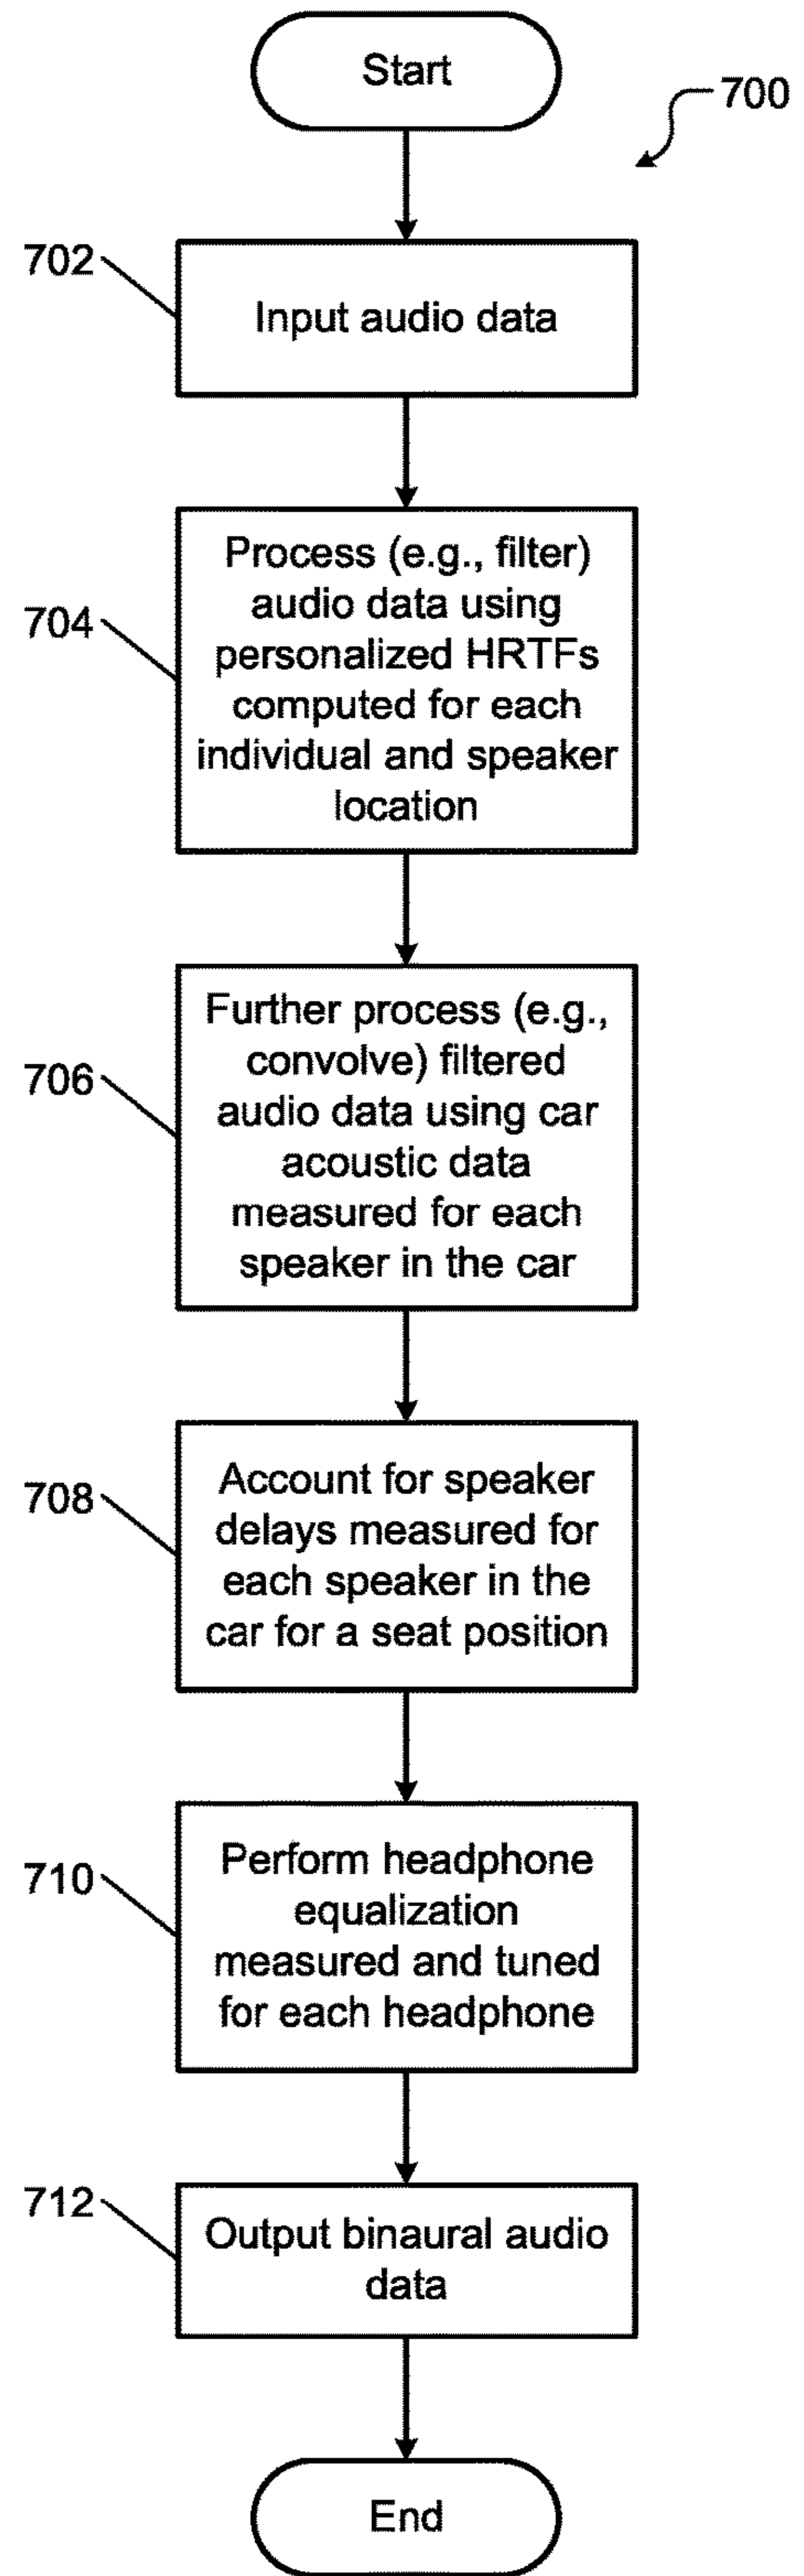 Start
700
702
Input audio data
704
Process (e.g., filter)
audio data using
personalized HRTFs
computed for each
individual and speaker
location
706
Further process (e.g.,
convolve) filtered
audio data using car
acoustic data
measured for each
speaker in the car
708
Account for speaker
delays measured for
each speaker in the
car for a seat position
710
Perform headphone
equalization
measured and tuned
for each headphone
712
Output binaural audio
data
End